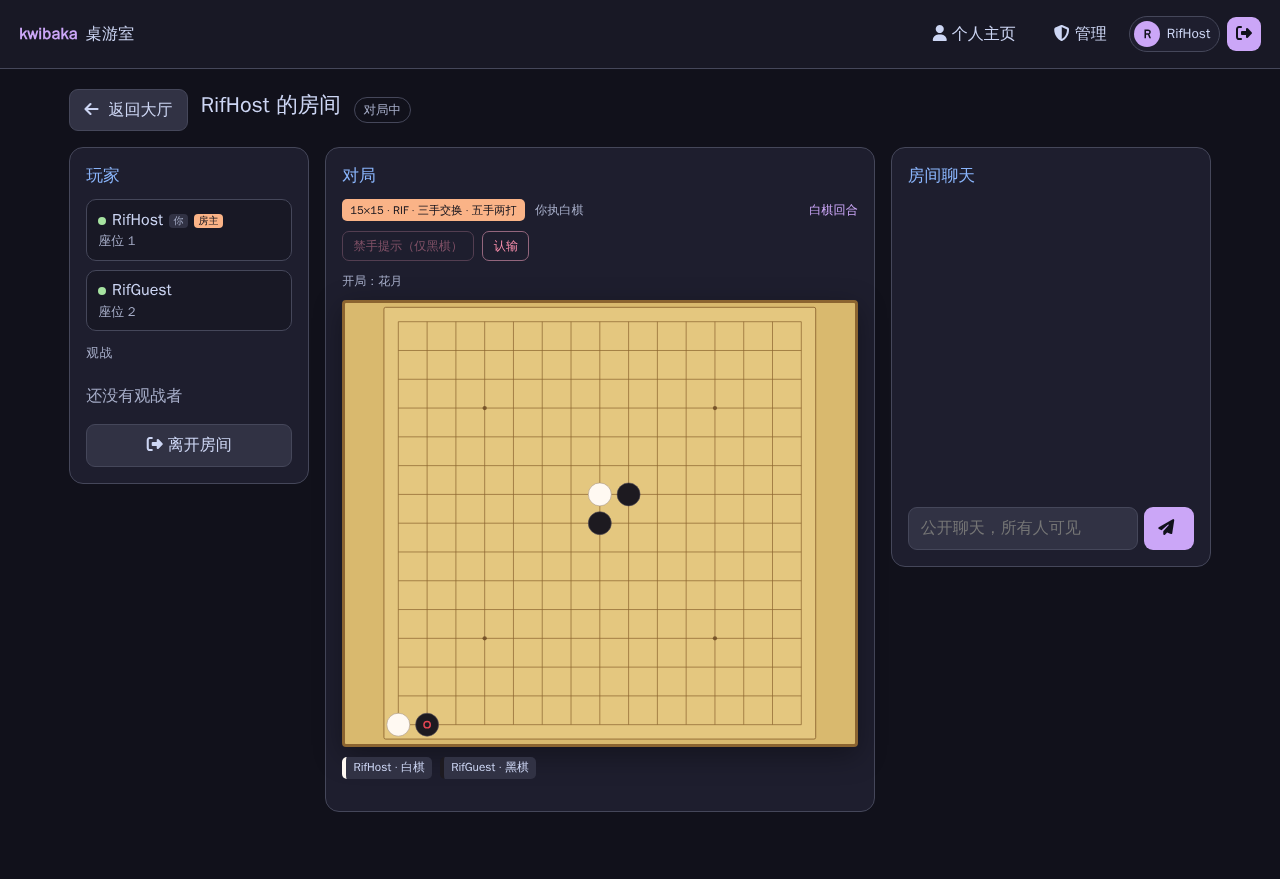 kwibaka 桌游室
个人主页
管理
R RifHost
返回大厅
RifHost 的房间
对局中
玩家
RifHost 你 房主
座位 1
RifGuest
座位 2
观战
还没有观战者
离开房间
对局
15×15 · RIF · 三手交换 · 五手两打
你执白棋
白棋回合
禁手提示（仅黑棋）
认输
开局：花月
RifHost · 白棋
RifGuest · 黑棋
房间聊天
公开聊天，所有人可见